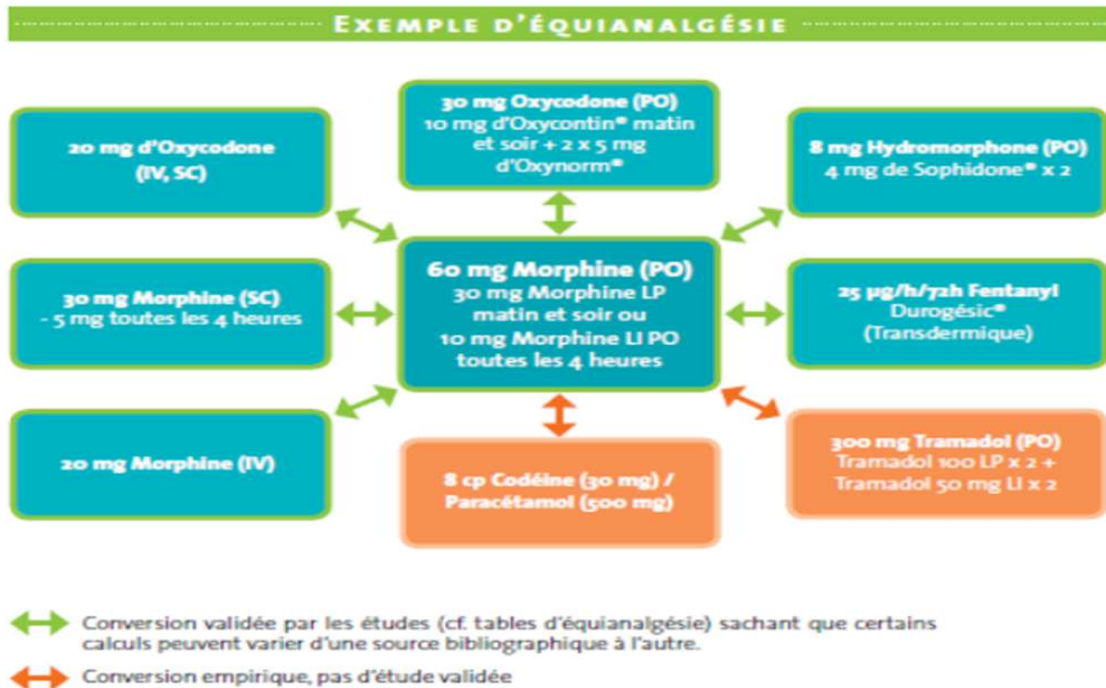 EXEMPLE D'ÉQUIANALGÉSIE
20 mg d'Oxycodone
(IV, SC)
30 mg Oxycodone (PO)
10 mg d'Oxycontin® matin
et soir + 2 x 5 mg
d'Oxynorm®
8 mg Hydromorphone (PO)
4 mg de Sophidone® x 2
30 mg Morphine (SC)
- 5 mg toutes les 4 heures
60 mg Morphine (PO)
30 mg Morphine LP
matin et soir ou
10 mg Morphine LI PO
toutes les 4 heures
25 µg/h/72h Fentanyl
Durogésic®
(Transdermique)
20 mg Morphine (IV)
8 cp Codéine (30 mg) /
Paracétamol (500 mg)
300 mg Tramadol (PO)
Tramadol 100 LP x 2 +
Tramadol 50 mg LI x 2
Conversion validée par les études (cf. tables d'équianalgésie) sachant que certains
calculs peuvent varier d'une source bibliographique à l'autre.
Conversion empirique, pas d'étude validée